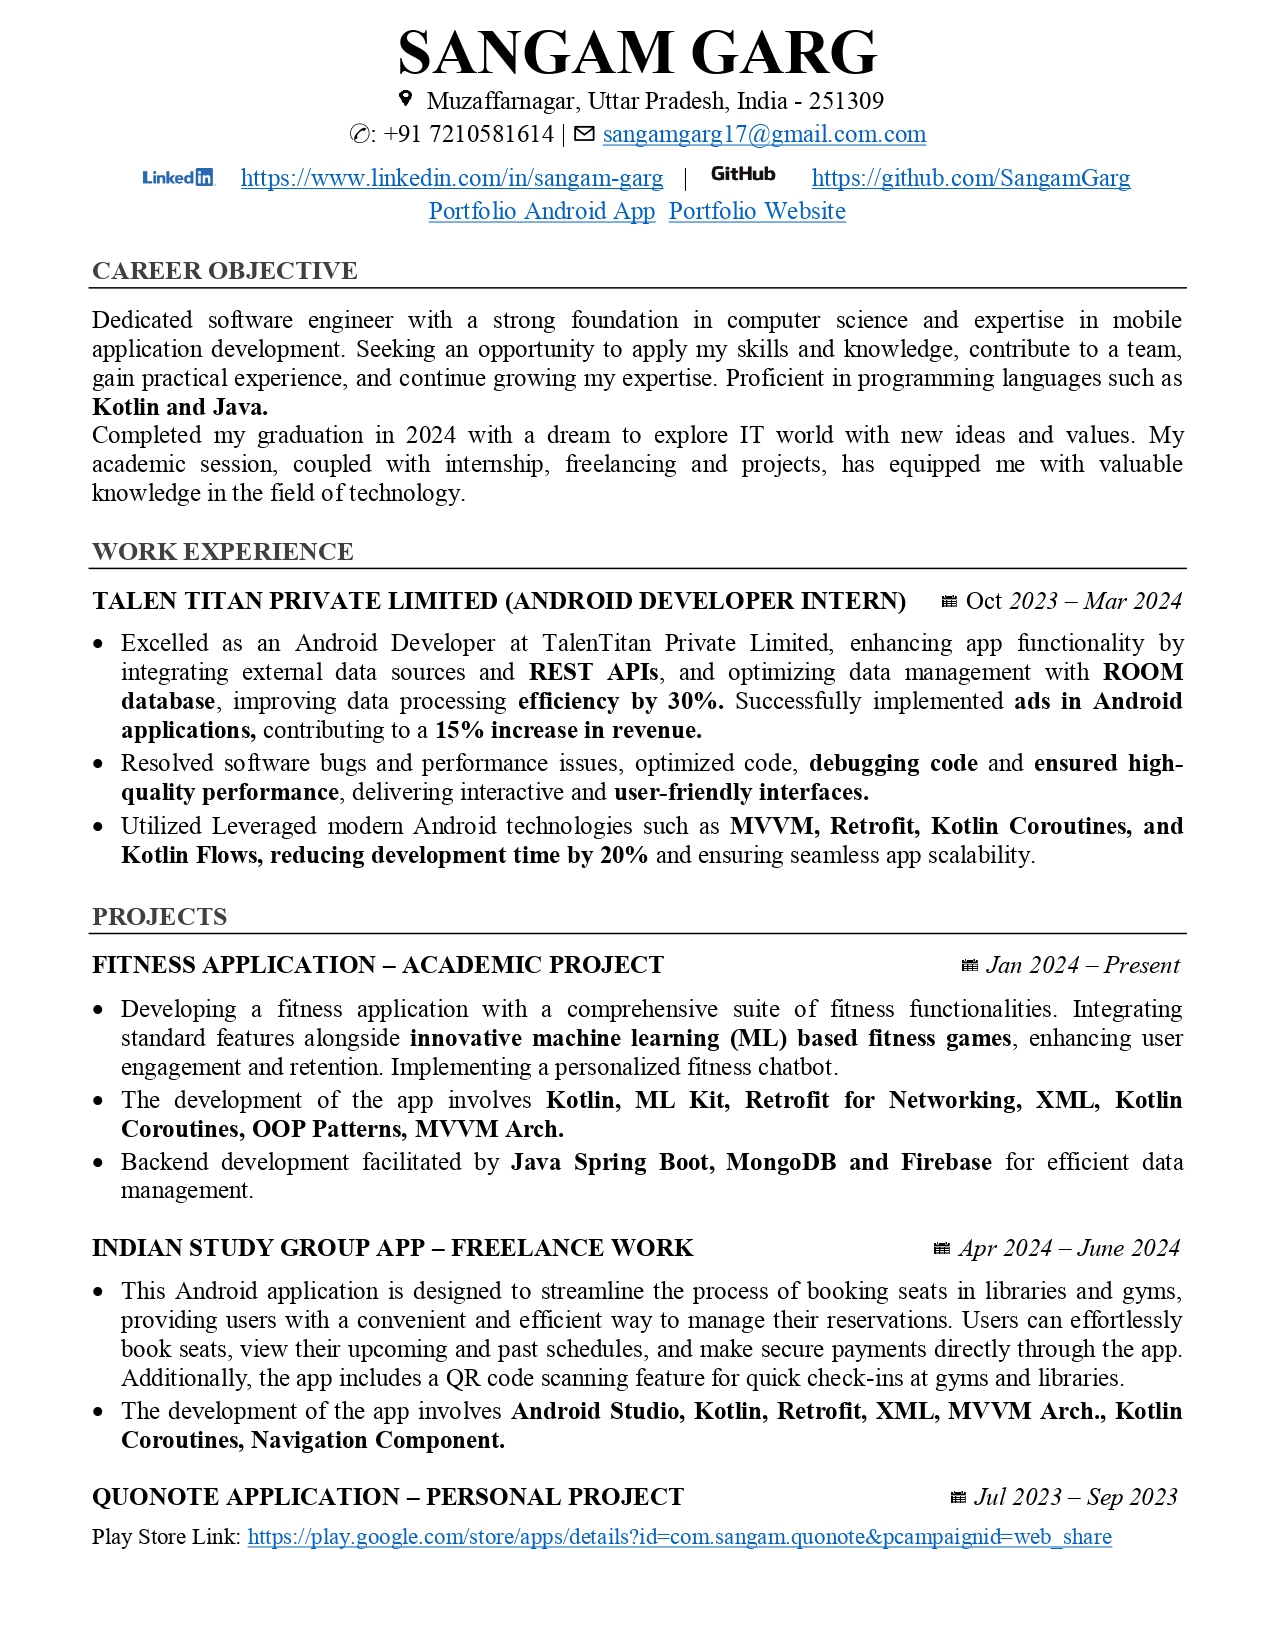 SANGAM GARG
Muzaffarnagar, Uttar Pradesh, India - 251309
✆: +91 7210581614 | sangamgarg17@gmail.com.com
LinkedIn https://www.linkedin.com/in/sangam-garg | GitHub https://github.com/SangamGarg
Portfolio Android App Portfolio Website
CAREER OBJECTIVE
Dedicated software engineer with a strong foundation in computer science and expertise in mobile
application development. Seeking an opportunity to apply my skills and knowledge, contribute to a team,
gain practical experience, and continue growing my expertise. Proficient in programming languages such as
Kotlin and Java.
Completed my graduation in 2024 with a dream to explore IT world with new ideas and values. My
academic session, coupled with internship, freelancing and projects, has equipped me with valuable
knowledge in the field of technology.
WORK EXPERIENCE
TALEN TITAN PRIVATE LIMITED (ANDROID DEVELOPER INTERN) Oct 2023 – Mar 2024
• Excelled as an Android Developer at TalenTitan Private Limited, enhancing app functionality by
integrating external data sources and REST APIs, and optimizing data management with ROOM
database, improving data processing efficiency by 30%. Successfully implemented ads in Android
applications, contributing to a 15% increase in revenue.
• Resolved software bugs and performance issues, optimized code, debugging code and ensured high-
quality performance, delivering interactive and user-friendly interfaces.
• Utilized Leveraged modern Android technologies such as MVVM, Retrofit, Kotlin Coroutines, and
Kotlin Flows, reducing development time by 20% and ensuring seamless app scalability.
PROJECTS
FITNESS APPLICATION – ACADEMIC PROJECT Jan 2024 – Present
• Developing a fitness application with a comprehensive suite of fitness functionalities. Integrating
standard features alongside innovative machine learning (ML) based fitness games, enhancing user
engagement and retention. Implementing a personalized fitness chatbot.
• The development of the app involves Kotlin, ML Kit, Retrofit for Networking, XML, Kotlin
Coroutines, OOP Patterns, MVVM Arch.
• Backend development facilitated by Java Spring Boot, MongoDB and Firebase for efficient data
management.
INDIAN STUDY GROUP APP – FREELANCE WORK Apr 2024 – June 2024
• This Android application is designed to streamline the process of booking seats in libraries and gyms,
providing users with a convenient and efficient way to manage their reservations. Users can effortlessly
book seats, view their upcoming and past schedules, and make secure payments directly through the app.
Additionally, the app includes a QR code scanning feature for quick check-ins at gyms and libraries.
• The development of the app involves Android Studio, Kotlin, Retrofit, XML, MVVM Arch., Kotlin
Coroutines, Navigation Component.
QUONOTE APPLICATION – PERSONAL PROJECT Jul 2023 – Sep 2023
Play Store Link: https://play.google.com/store/apps/details?id=com.sangam.quonote&pcampaignid=web_share